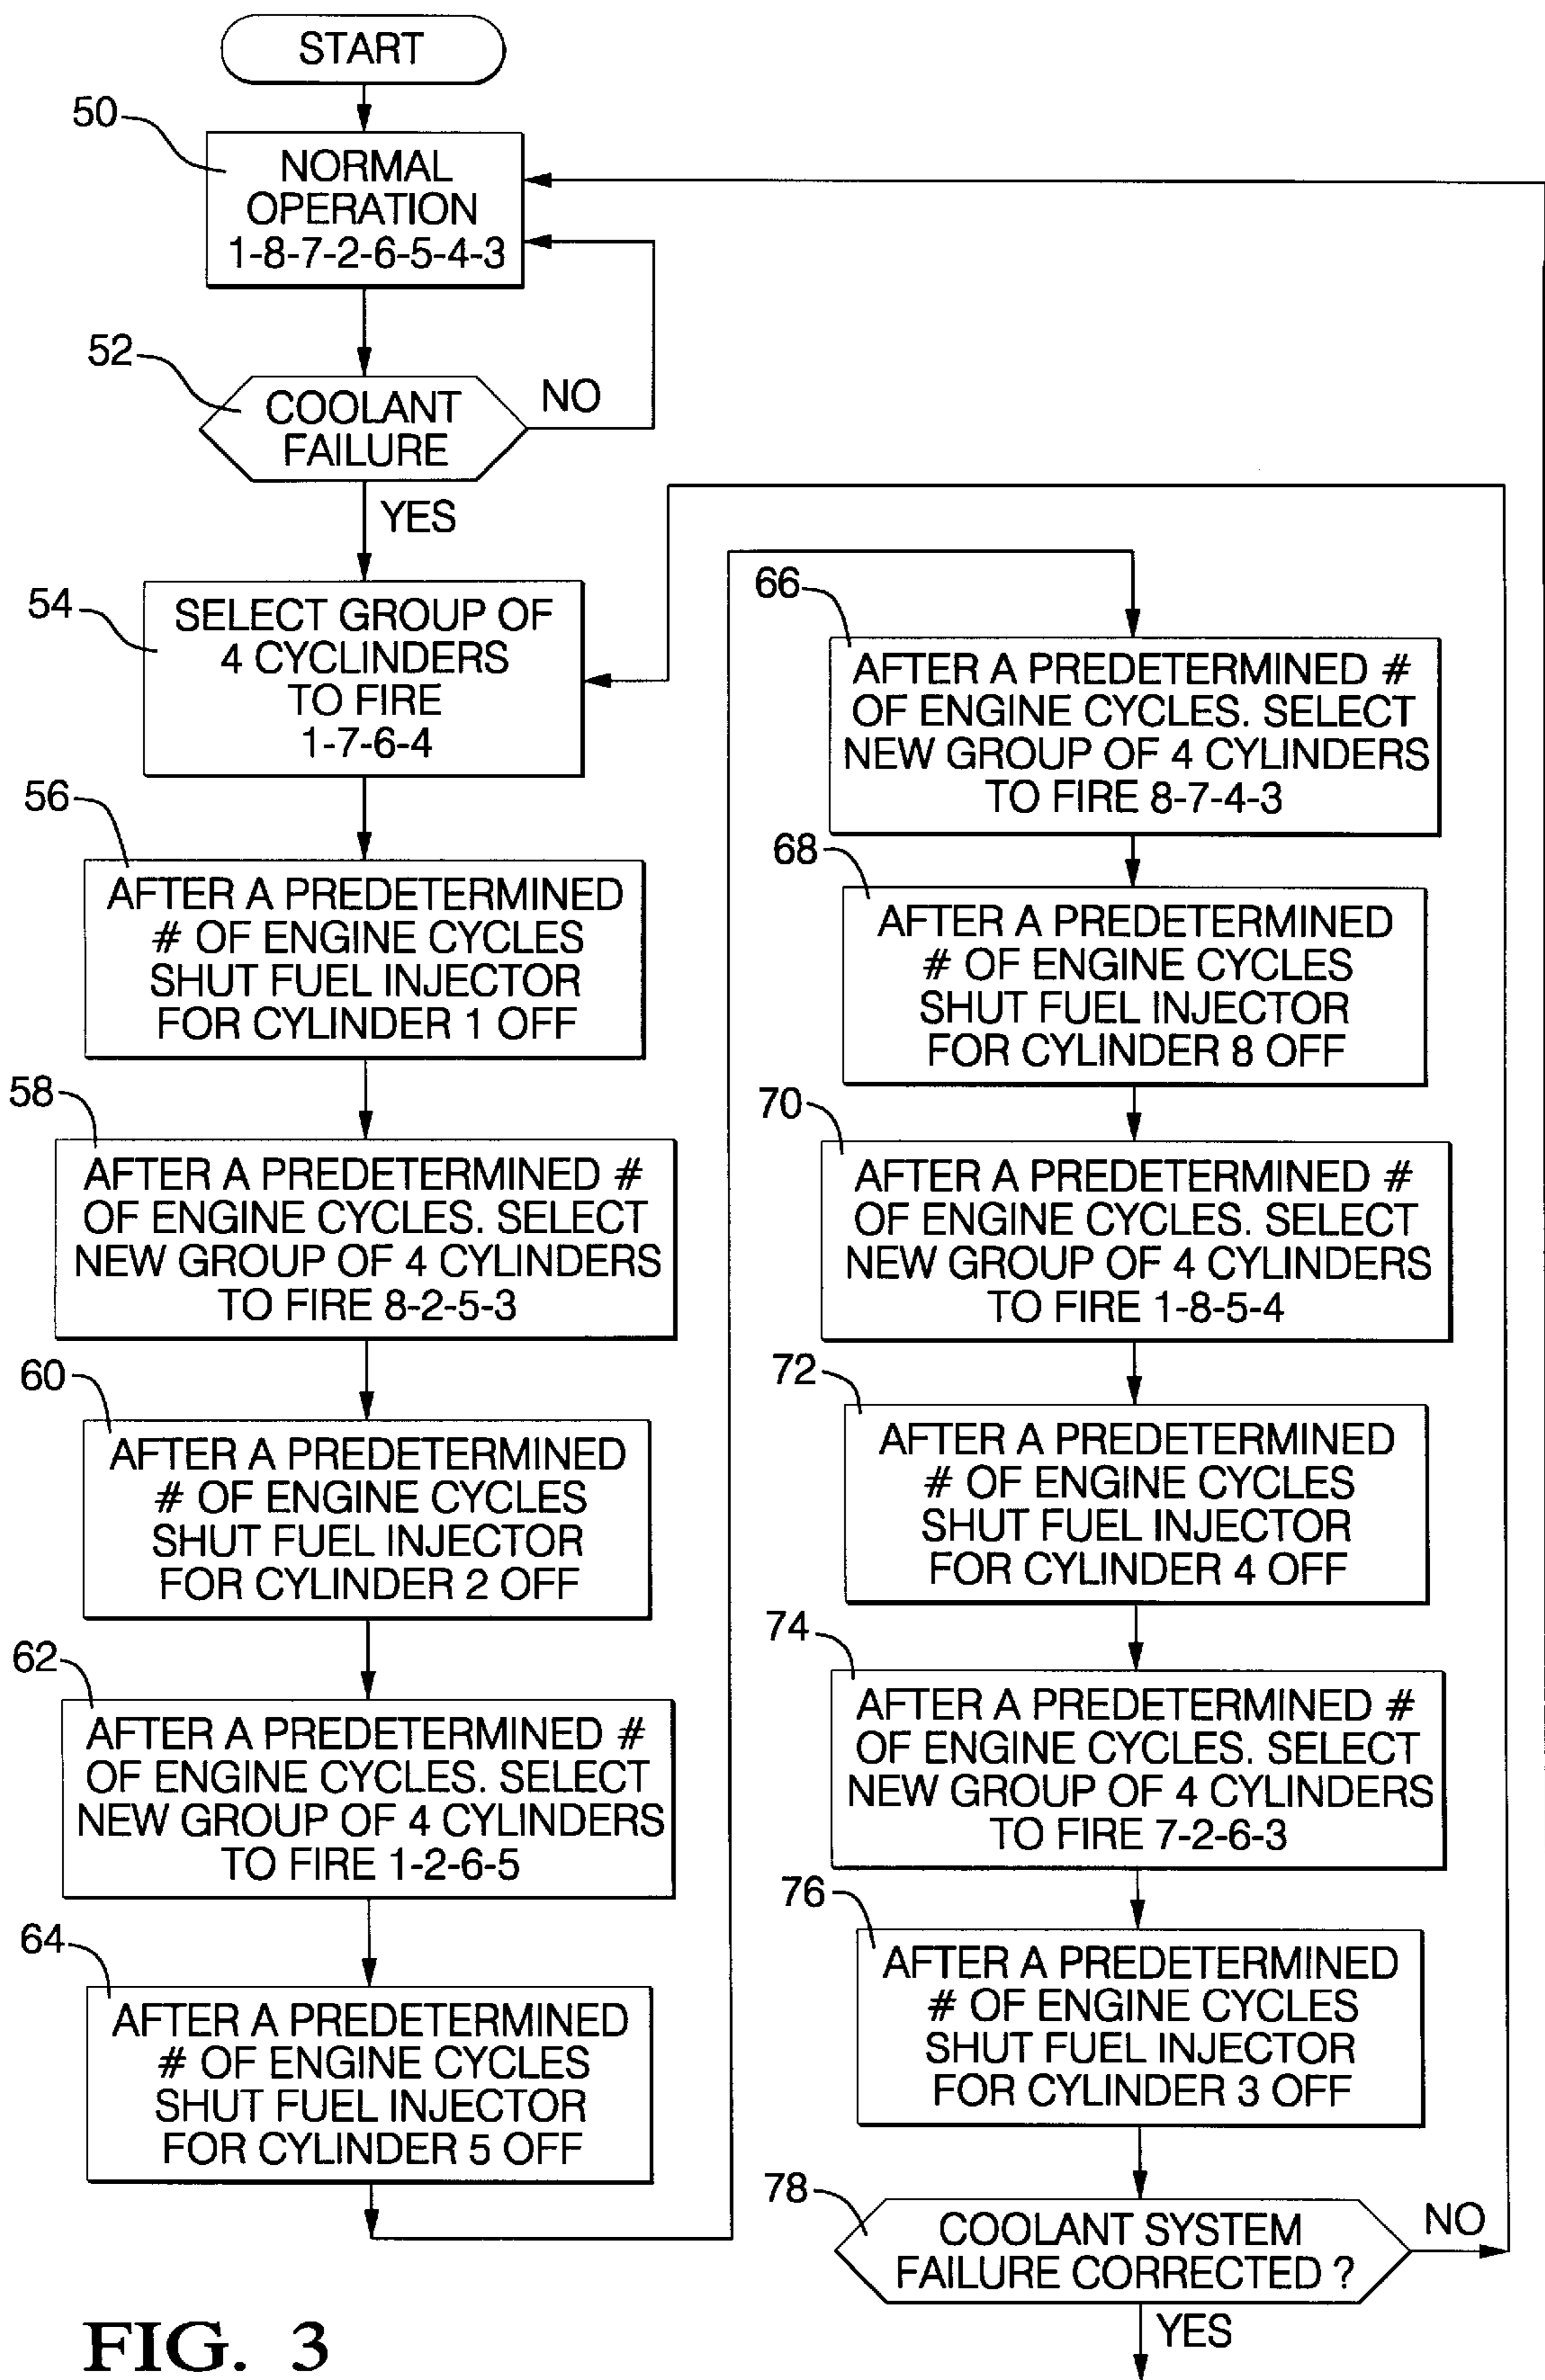 START
50
NORMAL
OPERATION
1-8-7-2-6-5-4-3
52
COOLANT
FAILURE
NO
YES
54
SELECT GROUP OF
4 CYCLINDERS
TO FIRE
1-7-6-4
56
AFTER A PREDETERMINED
# OF ENGINE CYCLES
SHUT FUEL INJECTOR
FOR CYLINDER 1 OFF
58
AFTER A PREDETERMINED #
OF ENGINE CYCLES. SELECT
NEW GROUP OF 4 CYLINDERS
TO FIRE 8-2-5-3
60
AFTER A PREDETERMINED
# OF ENGINE CYCLES
SHUT FUEL INJECTOR
FOR CYLINDER 2 OFF
62
AFTER A PREDETERMINED #
OF ENGINE CYCLES. SELECT
NEW GROUP OF 4 CYLINDERS
TO FIRE 1-2-6-5
64
AFTER A PREDETERMINED
# OF ENGINE CYCLES
SHUT FUEL INJECTOR
FOR CYLINDER 5 OFF
66
AFTER A PREDETERMINED #
OF ENGINE CYCLES. SELECT
NEW GROUP OF 4 CYLINDERS
TO FIRE 8-7-4-3
68
AFTER A PREDETERMINED
# OF ENGINE CYCLES
SHUT FUEL INJECTOR
FOR CYLINDER 8 OFF
70
AFTER A PREDETERMINED #
OF ENGINE CYCLES. SELECT
NEW GROUP OF 4 CYLINDERS
TO FIRE 1-8-5-4
72
AFTER A PREDETERMINED
# OF ENGINE CYCLES
SHUT FUEL INJECTOR
FOR CYLINDER 4 OFF
74
AFTER A PREDETERMINED #
OF ENGINE CYCLES. SELECT
NEW GROUP OF 4 CYLINDERS
TO FIRE 7-2-6-3
76
AFTER A PREDETERMINED
# OF ENGINE CYCLES
SHUT FUEL INJECTOR
FOR CYLINDER 3 OFF
78
COOLANT SYSTEM
FAILURE CORRECTED ?
NO
YES
FIG. 3